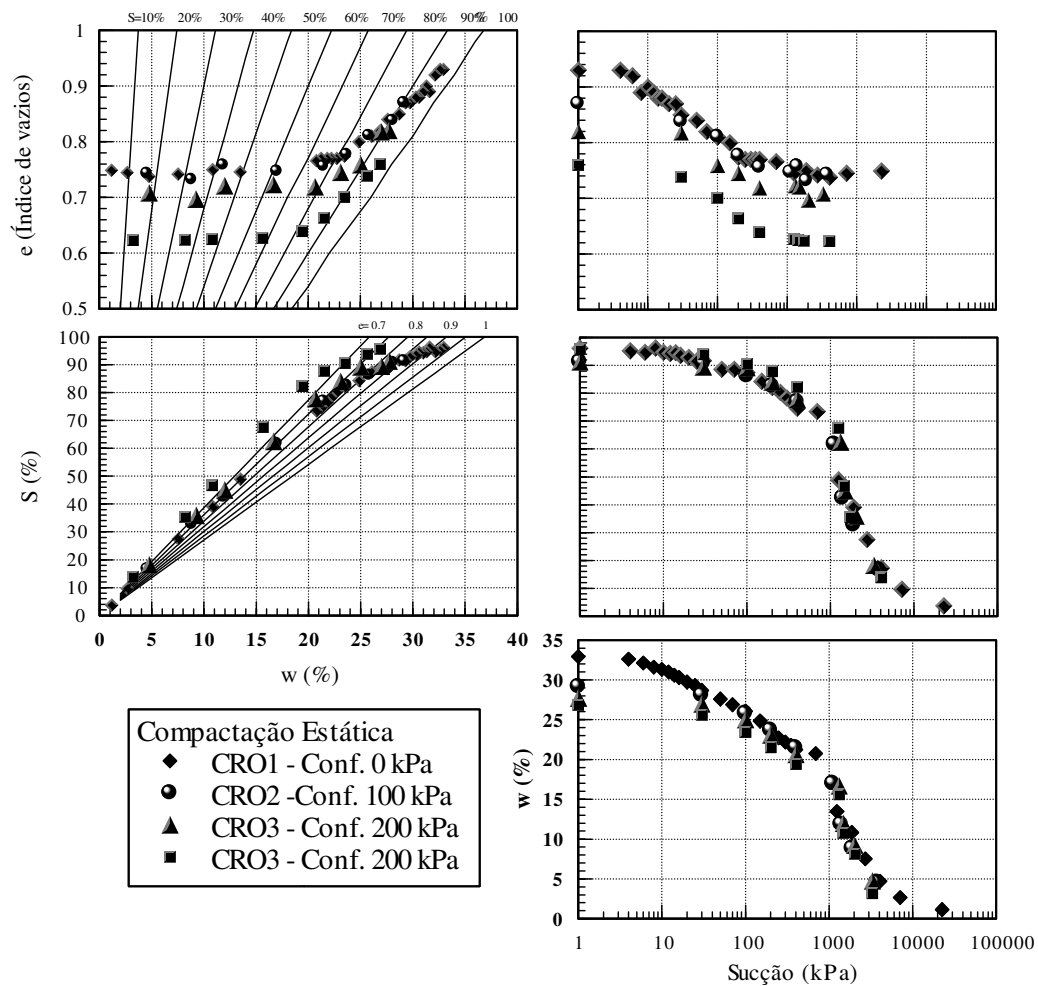 S=10% 20% 30% 40% 50% 60% 70% 80% 90% 100
1
0.9
0.8
0.7
0.6
0.5
e (Índice de vazios)
e= 0.7 0.8 0.9 1
100
90
80
70
60
50
40
30
20
10
0
S (%)
0 5 10 15 20 25 30 35 40
w (%)
35
30
25
20
15
10
5
0
w (%)
1 10 100 1000 10000 100000
Sucção (kPa)
Compactação Estática
CRO1 - Conf. 0 kPa
CRO2 -Conf. 100 kPa
CRO3 - Conf. 200 kPa
CRO3 - Conf. 200 kPa